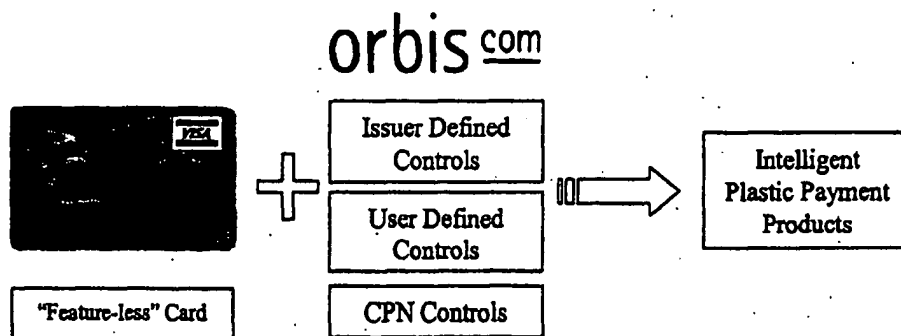 orbis com
VISA
Issuer Defined
Controls
User Defined
Controls
CPN Controls
"Feature-less" Card
Intelligent
Plastic Payment
Products